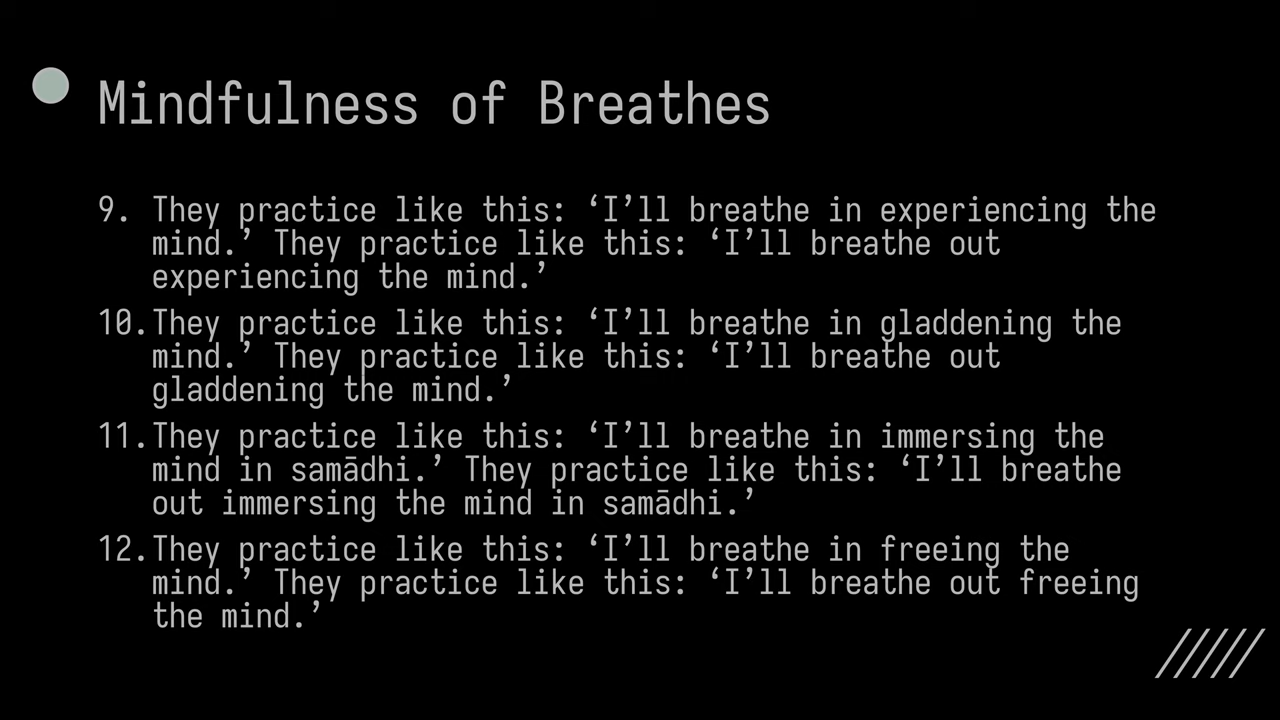 Mindfulness of Breathes
9. They practice like this: ‘I’ll breathe in experiencing the
mind.’ They practice like this: ‘I’ll breathe out
experiencing the mind.’
10. They practice like this: ‘I’ll breathe in gladdening the
mind.’ They practice like this: ‘I’ll breathe out
gladdening the mind.’
11. They practice like this: ‘I’ll breathe in immersing the
mind in samādhi.’ They practice like this: ‘I’ll breathe
out immersing the mind in samādhi.’
12. They practice like this: ‘I’ll breathe in freeing the
mind.’ They practice like this: ‘I’ll breathe out freeing
the mind.’